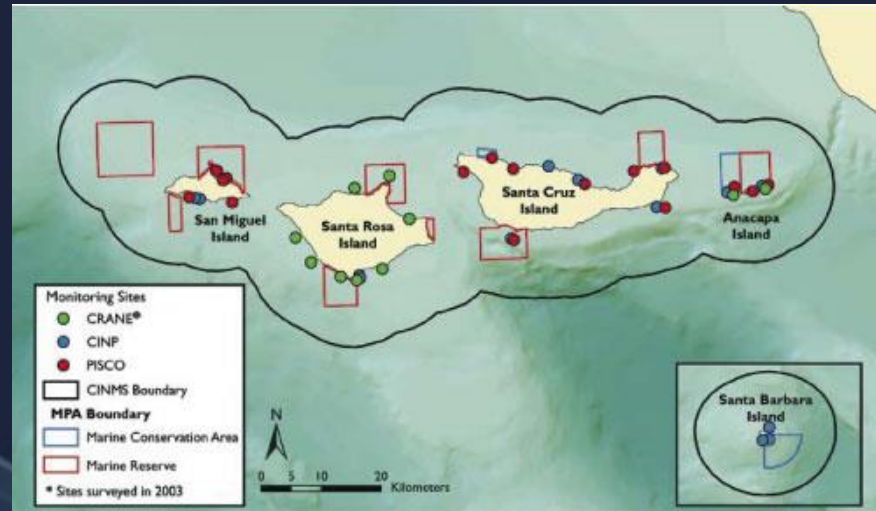 San Miguel
Island
Santa Rosa
Island
Santa Cruz
Island
Anacapa
Island
Monitoring Sites
CRANE*
CINP
PISCO
CINMS Boundary
MPA Boundary
Marine Conservation Area
Marine Reserve
* Sites surveyed in 2003
N
0 5 10 20
Kilometers
Santa Barbara
Island